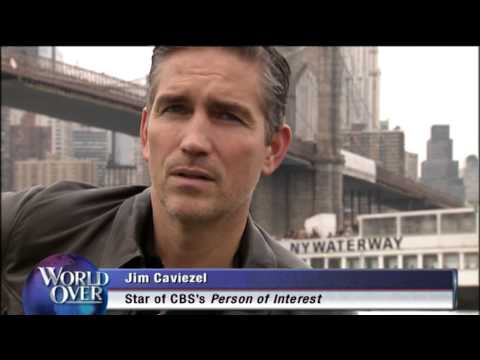 NY WATERWAY
WORLD
OVER
Jim Caviezel
Star of CBS's Person of Interest